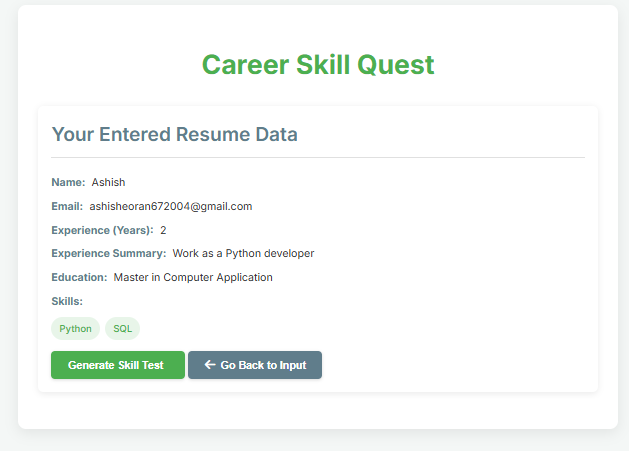 Career Skill Quest
Your Entered Resume Data
Name: Ashish
Email: ashisheoran672004@gmail.com
Experience (Years): 2
Experience Summary: Work as a Python developer
Education: Master in Computer Application
Skills:
Python SQL
Generate Skill Test ← Go Back to Input